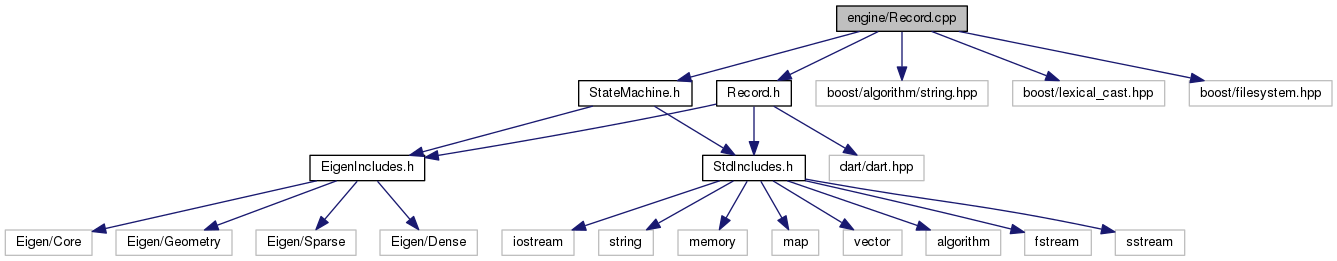 engine/Record.cpp
StateMachine.h
Record.h
boost/algorithm/string.hpp
boost/lexical_cast.hpp
boost/filesystem.hpp
EigenIncludes.h
StdIncludes.h
dart/dart.hpp
Eigen/Core
Eigen/Geometry
Eigen/Sparse
Eigen/Dense
iostream
string
memory
map
vector
algorithm
fstream
sstream